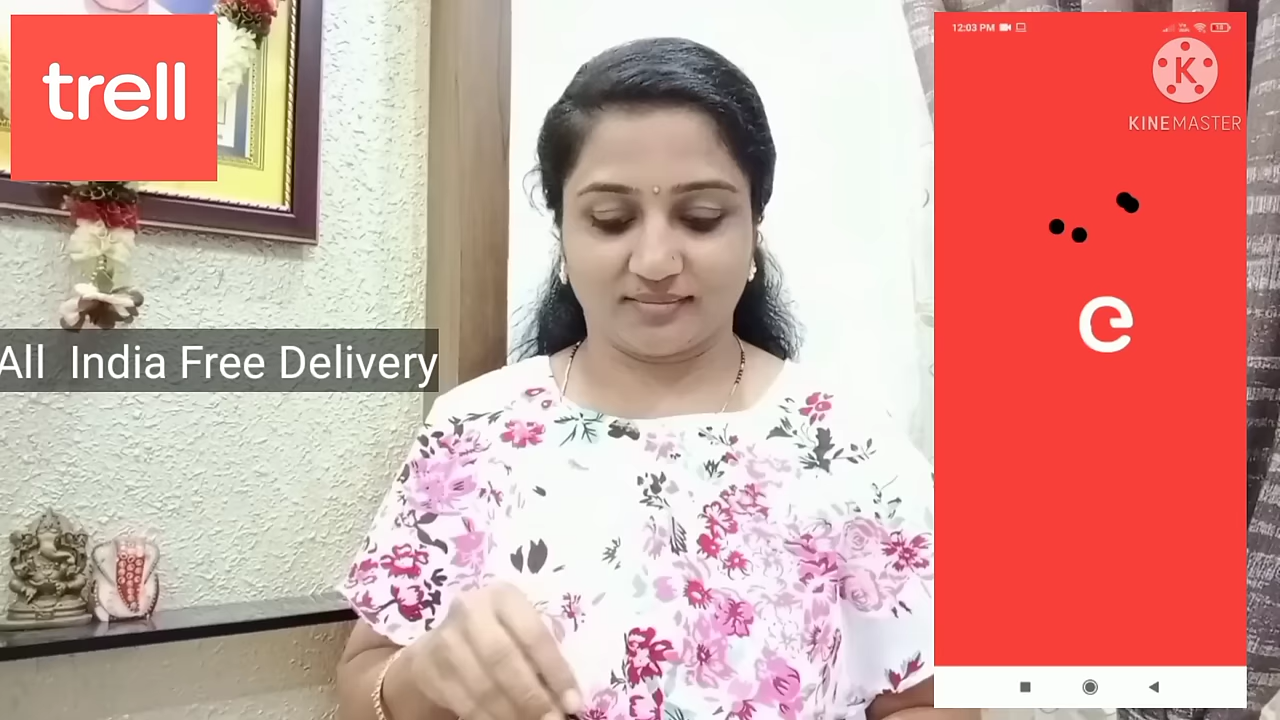 trell
All India Free Delivery
12:03 PM
K
KINEMASTER
e